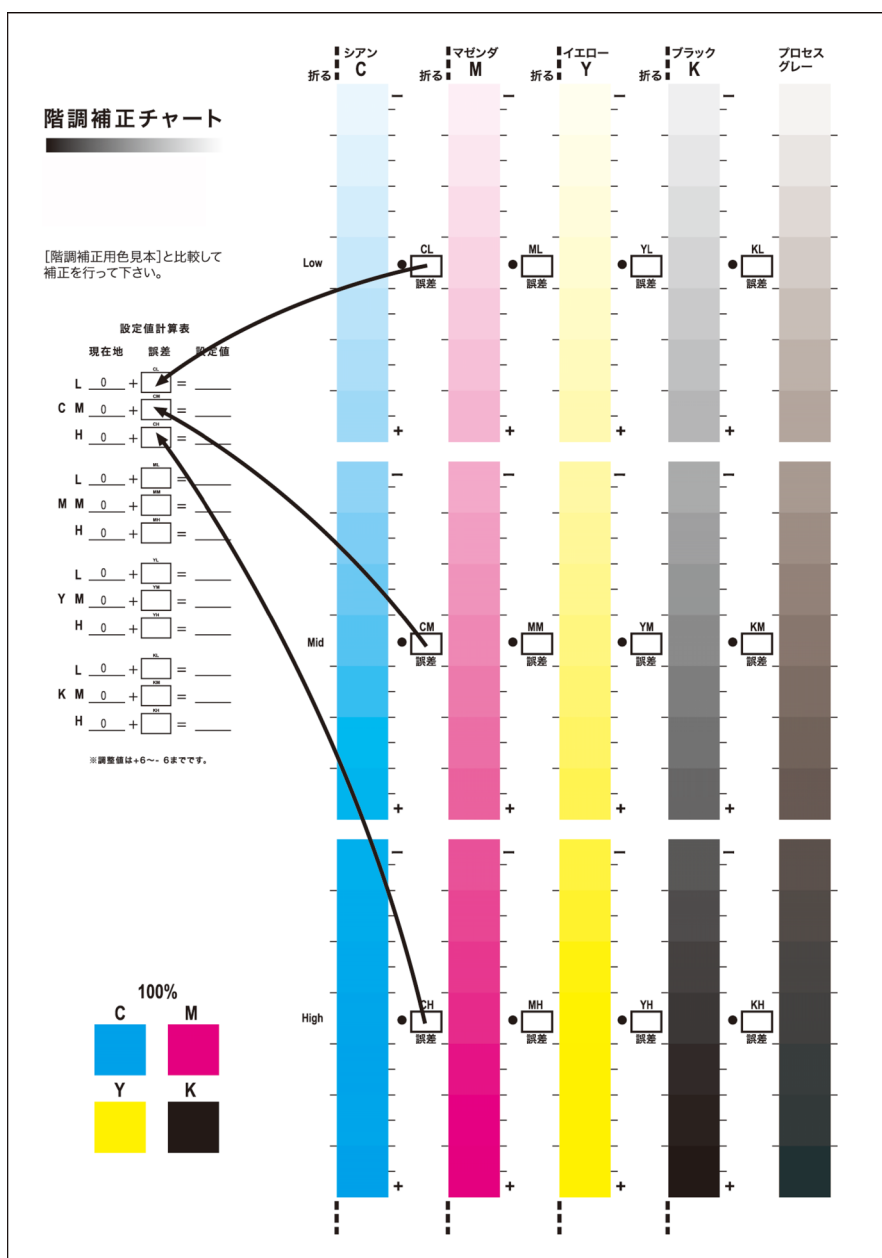 シアン
C
折る
マゼンダ
M
折る
イエロー
Y
折る
ブラック
K
折る
プロセス
グレー
階調補正チャート
[階調補正用色見本]と比較して
補正を行って下さい。
Low
CL
誤差
ML
誤差
YL
誤差
KL
誤差
設定値計算表
現在地 誤差 設定値
CL
L 0 + =
CM
C M 0 + =
CH
H 0 + =
ML
L 0 + =
MM
M M 0 + =
MH
H 0 + =
YL
L 0 + =
YM
Y M 0 + =
YH
H 0 + =
KL
L 0 + =
KM
K M 0 + =
KH
H 0 + =
※調整値は+6〜- 6までです。
Mid
CM
誤差
MM
誤差
YM
誤差
KM
誤差
High
CH
誤差
MH
誤差
YH
誤差
KH
誤差
100%
C M
Y K